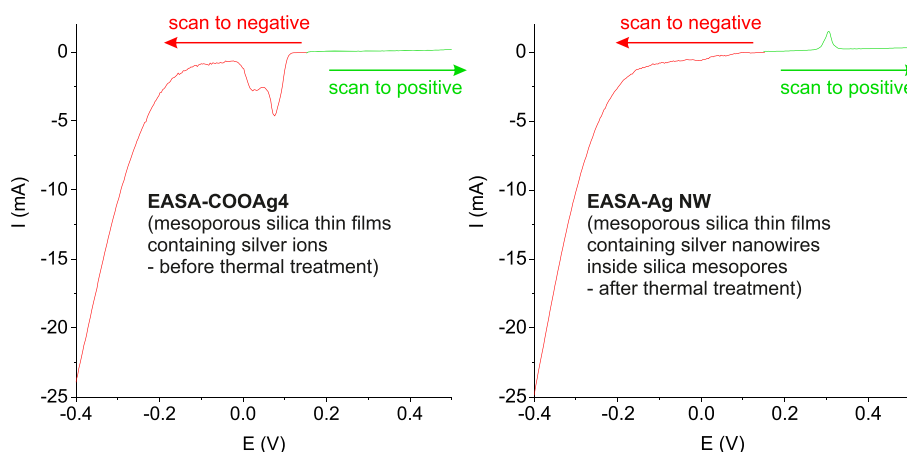 scan to negative
0
scan to positive
-5
-10
-15
-20
-25
I (mA)
EASA-COOAg4
(mesoporous silica thin films
containing silver ions
- before thermal treatment)
-0.4
-0.2
0.0
0.2
0.4
E (V)
scan to negative
0
scan to positive
-5
-10
-15
-20
-25
I (mA)
EASA-Ag NW
(mesoporous silica thin films
containing silver nanowires
inside silica mesopores
- after thermal treatment)
-0.4
-0.2
0.0
0.2
0.4
E (V)